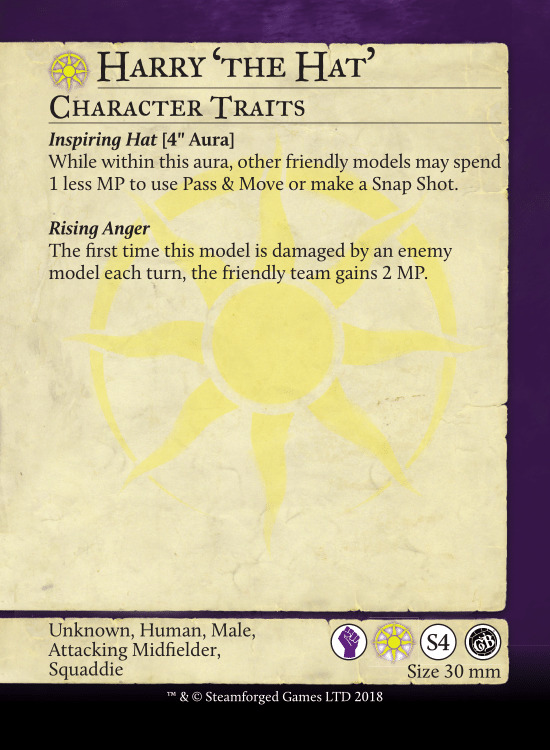 Harry ‘the Hat’
Character Traits
Inspiring Hat [4" Aura]
While within this aura, other friendly models may spend
1 less MP to use Pass & Move or make a Snap Shot.
Rising Anger
The first time this model is damaged by an enemy
model each turn, the friendly team gains 2 MP.
Unknown, Human, Male,
Attacking Midfielder,
Squaddie
S4
GB
Size 30 mm
™ & © Steamforged Games LTD 2018